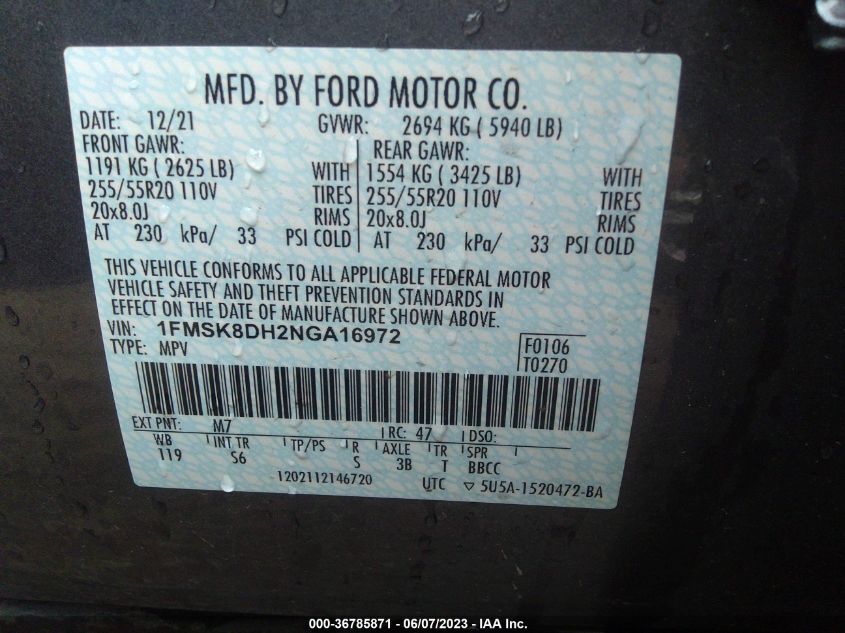 MFD. BY FORD MOTOR CO.
DATE: 12/21 GVWR: 2694 KG ( 5940 LB)
FRONT GAWR: REAR GAWR:
1191 KG ( 2625 LB) WITH 1554 KG ( 3425 LB) WITH
255/55R20 110V TIRES 255/55R20 110V TIRES
20x8.0J RIMS 20x8.0J RIMS
AT 230 kPa/ 33 PSI COLD AT 230 kPa/ 33 PSI COLD
THIS VEHICLE CONFORMS TO ALL APPLICABLE FEDERAL MOTOR
VEHICLE SAFETY AND THEFT PREVENTION STANDARDS IN
EFFECT ON THE DATE OF MANUFACTURE SHOWN ABOVE.
VIN: 1FMSK8DH2NGA16972
TYPE: MPV
F0106
T0270
EXT PNT: M7 RC: 47 DSO:
WB INT TR TP/PS R AXLE TR SPR
119 S6 S 3B T BBCC
1202112146720 UTC ▽ 5U5A-1520472-BA
000-36785871 - 06/07/2023 - IAA Inc.